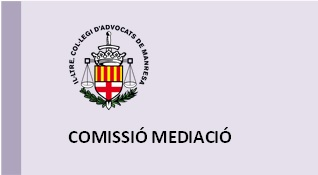 IL·LTRE. COL·LEGI D'ADVOCATS DE MANRESA
COMISSIÓ MEDIACIÓ